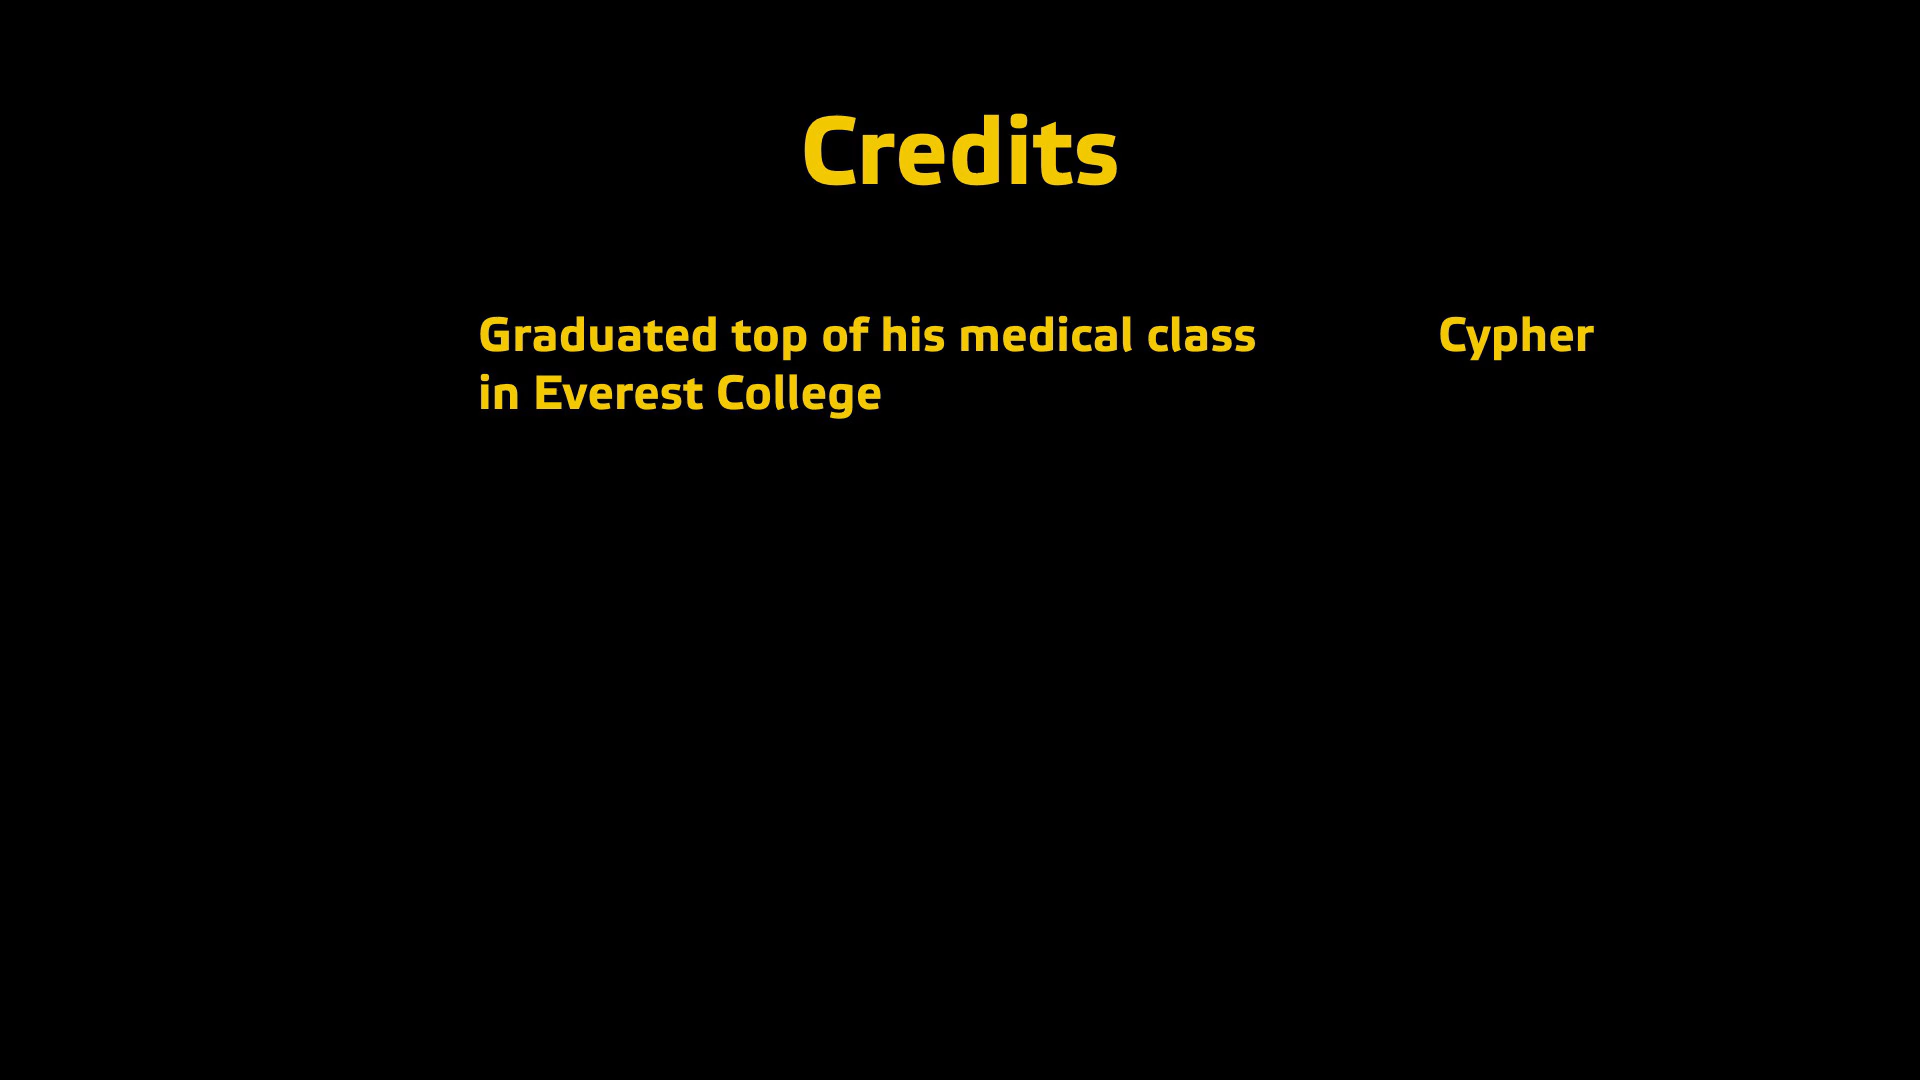 Credits
Graduated top of his medical class
in Everest College
Cypher